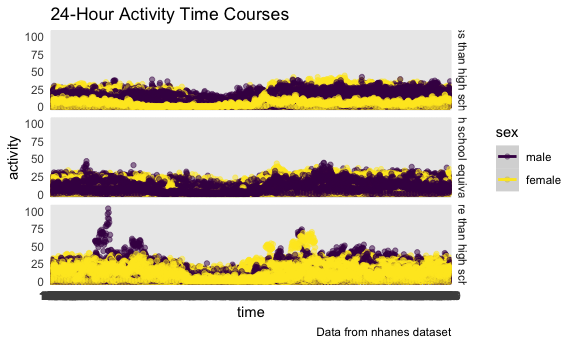 24-Hour Activity Time Courses
100
75
50
25
0
ss than high sch
100
75
50
25
0
h school equiva
100
75
50
25
0
re than high sch
activity
time
sex
male
female
Data from nhanes dataset